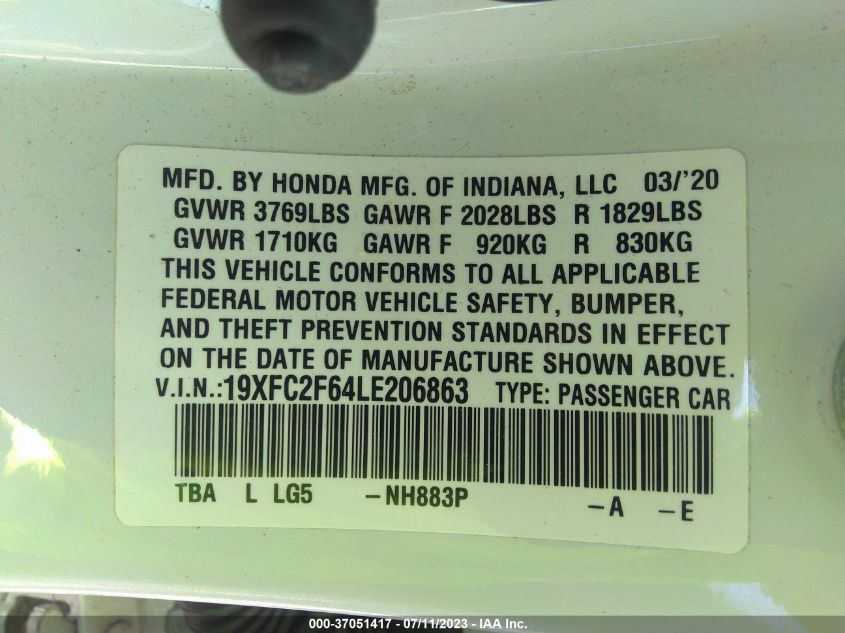 MFD. BY HONDA MFG. OF INDIANA, LLC 03/'20
GVWR 3769LBS GAWR F 2028LBS R 1829LBS
GVWR 1710KG GAWR F 920KG R 830KG
THIS VEHICLE CONFORMS TO ALL APPLICABLE
FEDERAL MOTOR VEHICLE SAFETY, BUMPER,
AND THEFT PREVENTION STANDARDS IN EFFECT
ON THE DATE OF MANUFACTURE SHOWN ABOVE.
V.I.N.:19XFC2F64LE206863 TYPE: PASSENGER CAR
TBA L LG5 -NH883P -A -E
000-37051417 - 07/11/2023 - IAA Inc.